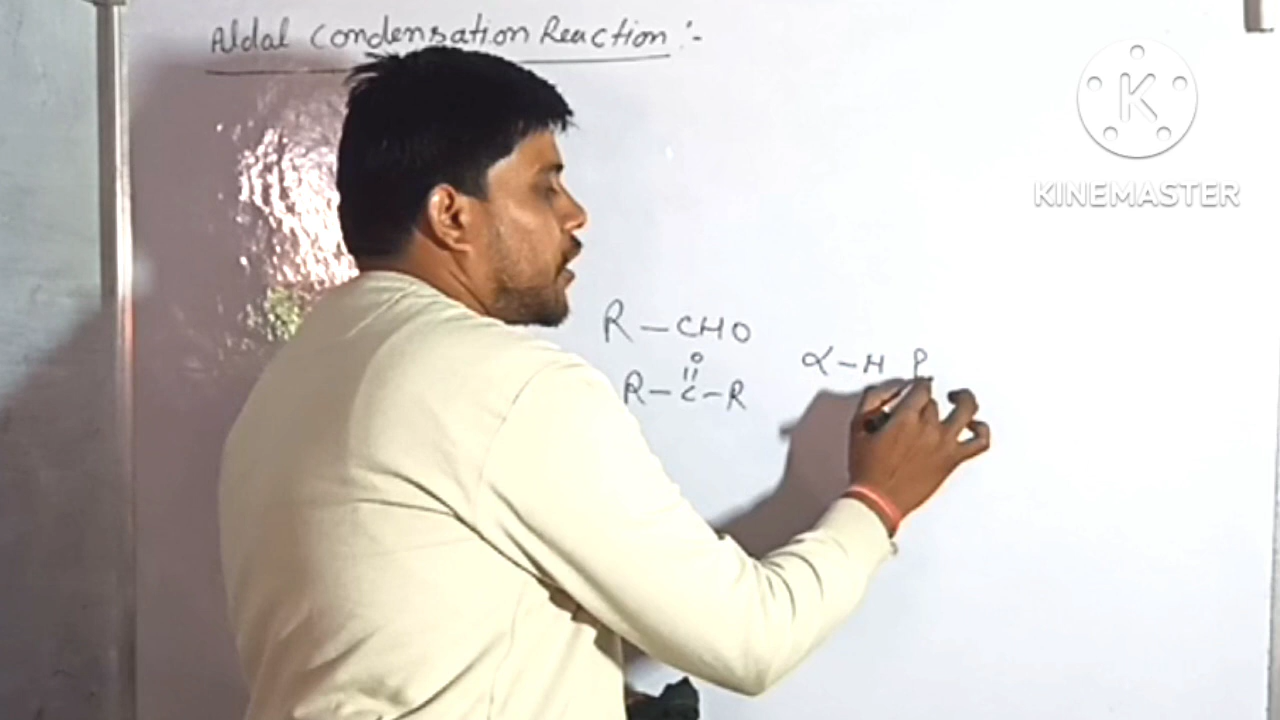 Aldal Condensation Reaction :-
KINEMASTER
R – CHO
α – H P
O
||
R – C – R